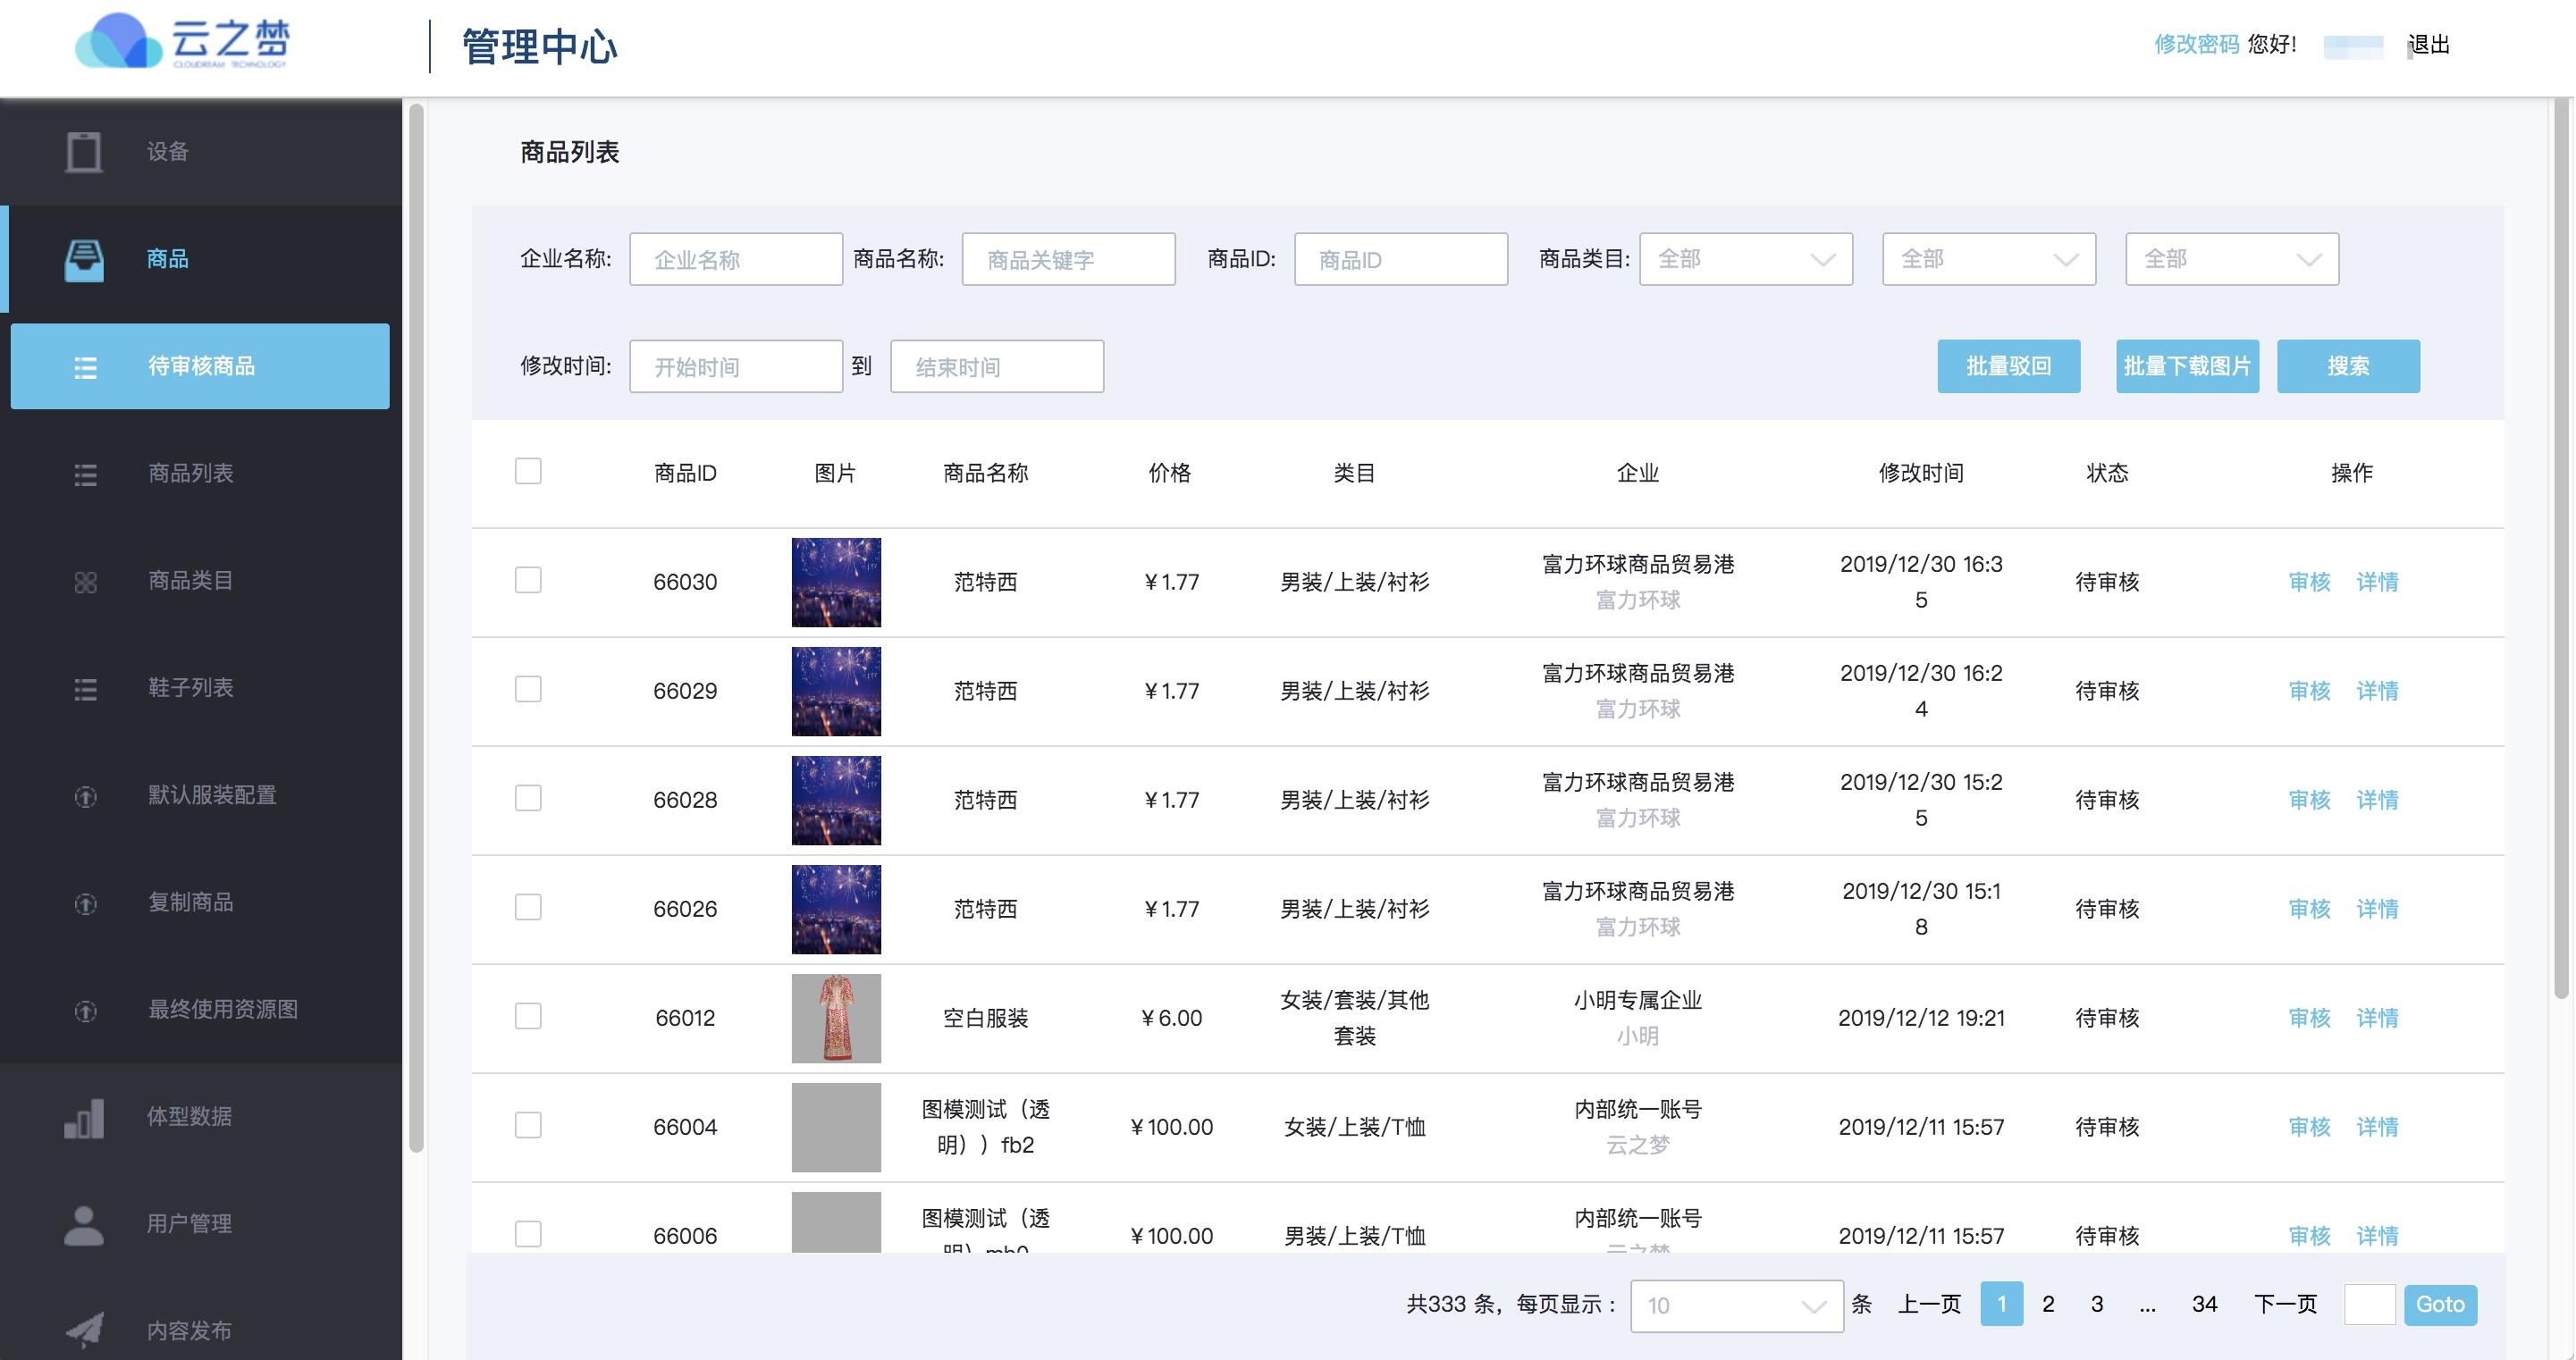 云之梦
CLOUDREAM TECHNOLOGY
管理中心
修改密码 您好! 退出
设备
商品
待审核商品
商品列表
商品类目
鞋子列表
默认服装配置
复制商品
最终使用资源图
体型数据
用户管理
内容发布
商品列表
企业名称: 企业名称 商品名称: 商品关键字 商品ID: 商品ID 商品类目: 全部 全部 全部
修改时间: 开始时间 到 结束时间 批量驳回 批量下载图片 搜索
商品ID 图片 商品名称 价格 类目 企业 修改时间 状态 操作
66030 范特西 ¥1.77 男装/上装/衬衫 富力环球商品贸易港 2019/12/30 16:3 待审核 审核 详情
富力环球 5
66029 范特西 ¥1.77 男装/上装/衬衫 富力环球商品贸易港 2019/12/30 16:2 待审核 审核 详情
富力环球 4
66028 范特西 ¥1.77 男装/上装/衬衫 富力环球商品贸易港 2019/12/30 15:2 待审核 审核 详情
富力环球 5
66026 范特西 ¥1.77 男装/上装/衬衫 富力环球商品贸易港 2019/12/30 15:1 待审核 审核 详情
富力环球 8
66012 空白服装 ¥6.00 女装/套装/其他 小明专属企业 2019/12/12 19:21 待审核 审核 详情
套装 小明
66004 图模测试（透 ¥100.00 女装/上装/T恤 内部统一账号 2019/12/11 15:57 待审核 审核 详情
明））fb2 云之梦
66006 图模测试（透 ¥100.00 男装/上装/T恤 内部统一账号 2019/12/11 15:57 待审核 审核 详情
共333 条，每页显示： 10 条 上一页 1 2 3 ... 34 下一页 Goto